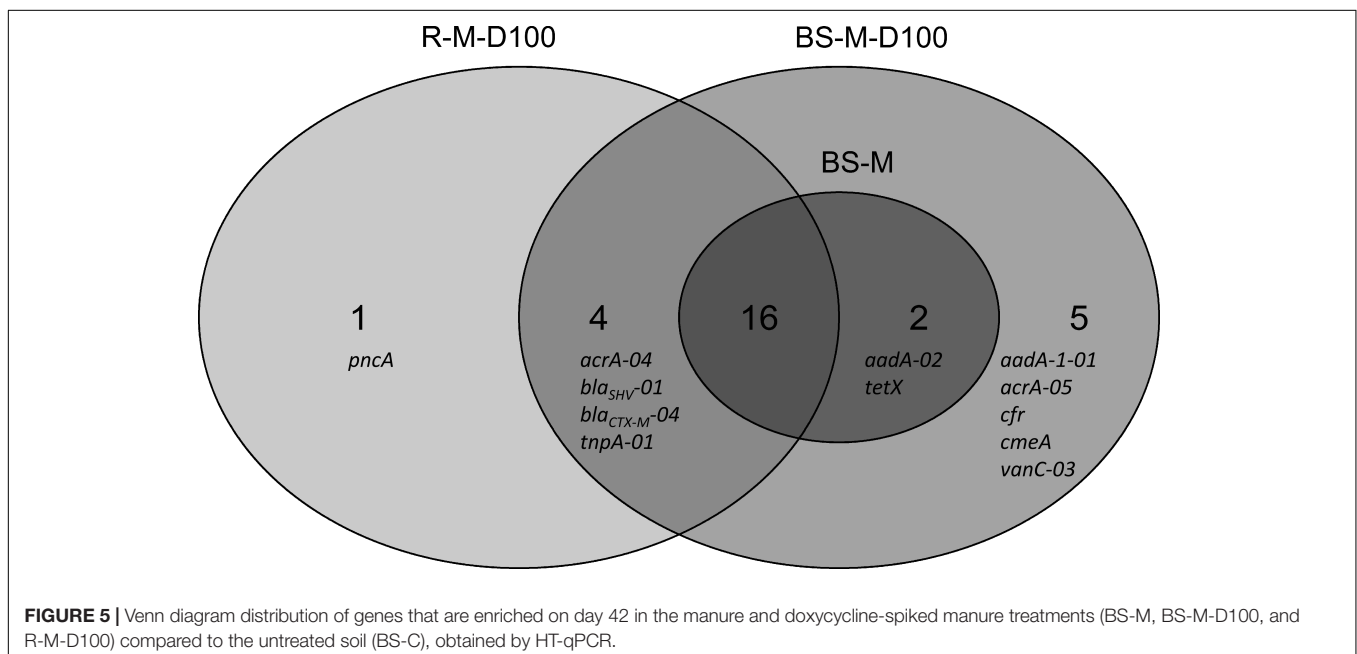 R-M-D100 BS-M-D100
BS-M
1 4 16 2 5
pncA
acrA-04
blaSHV-01
blaCTX-M-04
tnpA-01
aadA-02
tetX
aadA-1-01
acrA-05
cfr
cmeA
vanC-03
FIGURE 5 | Venn diagram distribution of genes that are enriched on day 42 in the manure and doxycycline-spiked manure treatments (BS-M, BS-M-D100, and
R-M-D100) compared to the untreated soil (BS-C), obtained by HT-qPCR.